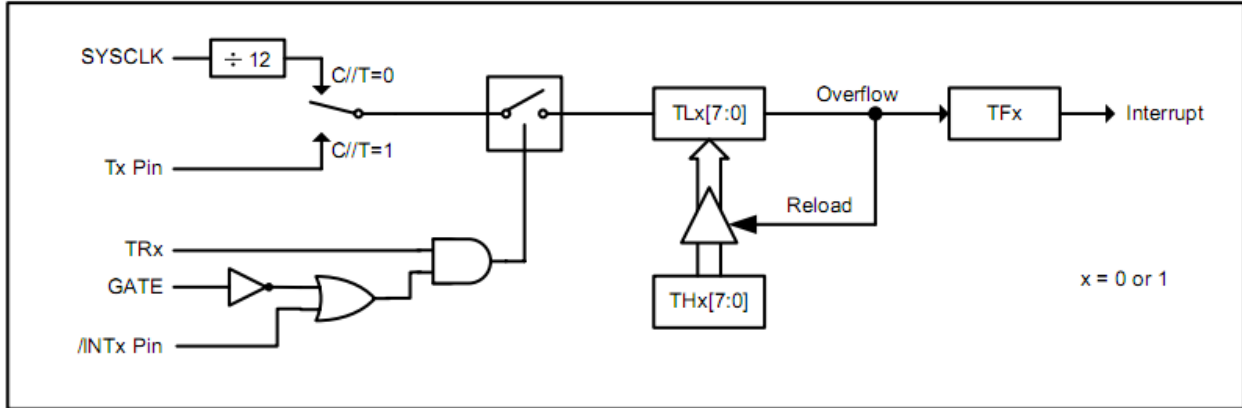 SYSCLK
÷ 12
C//T=0
C//T=1
Tx Pin
TLx[7:0]
Overflow
TFx
Interrupt
Reload
TRx
GATE
/INTx Pin
THx[7:0]
x = 0 or 1